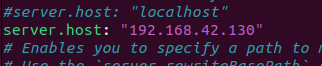 #server.host: "localhost"
server.host: "192.168.42.130"
# Enables you to specify a path to
# Use the `server.rewriteBasePath`